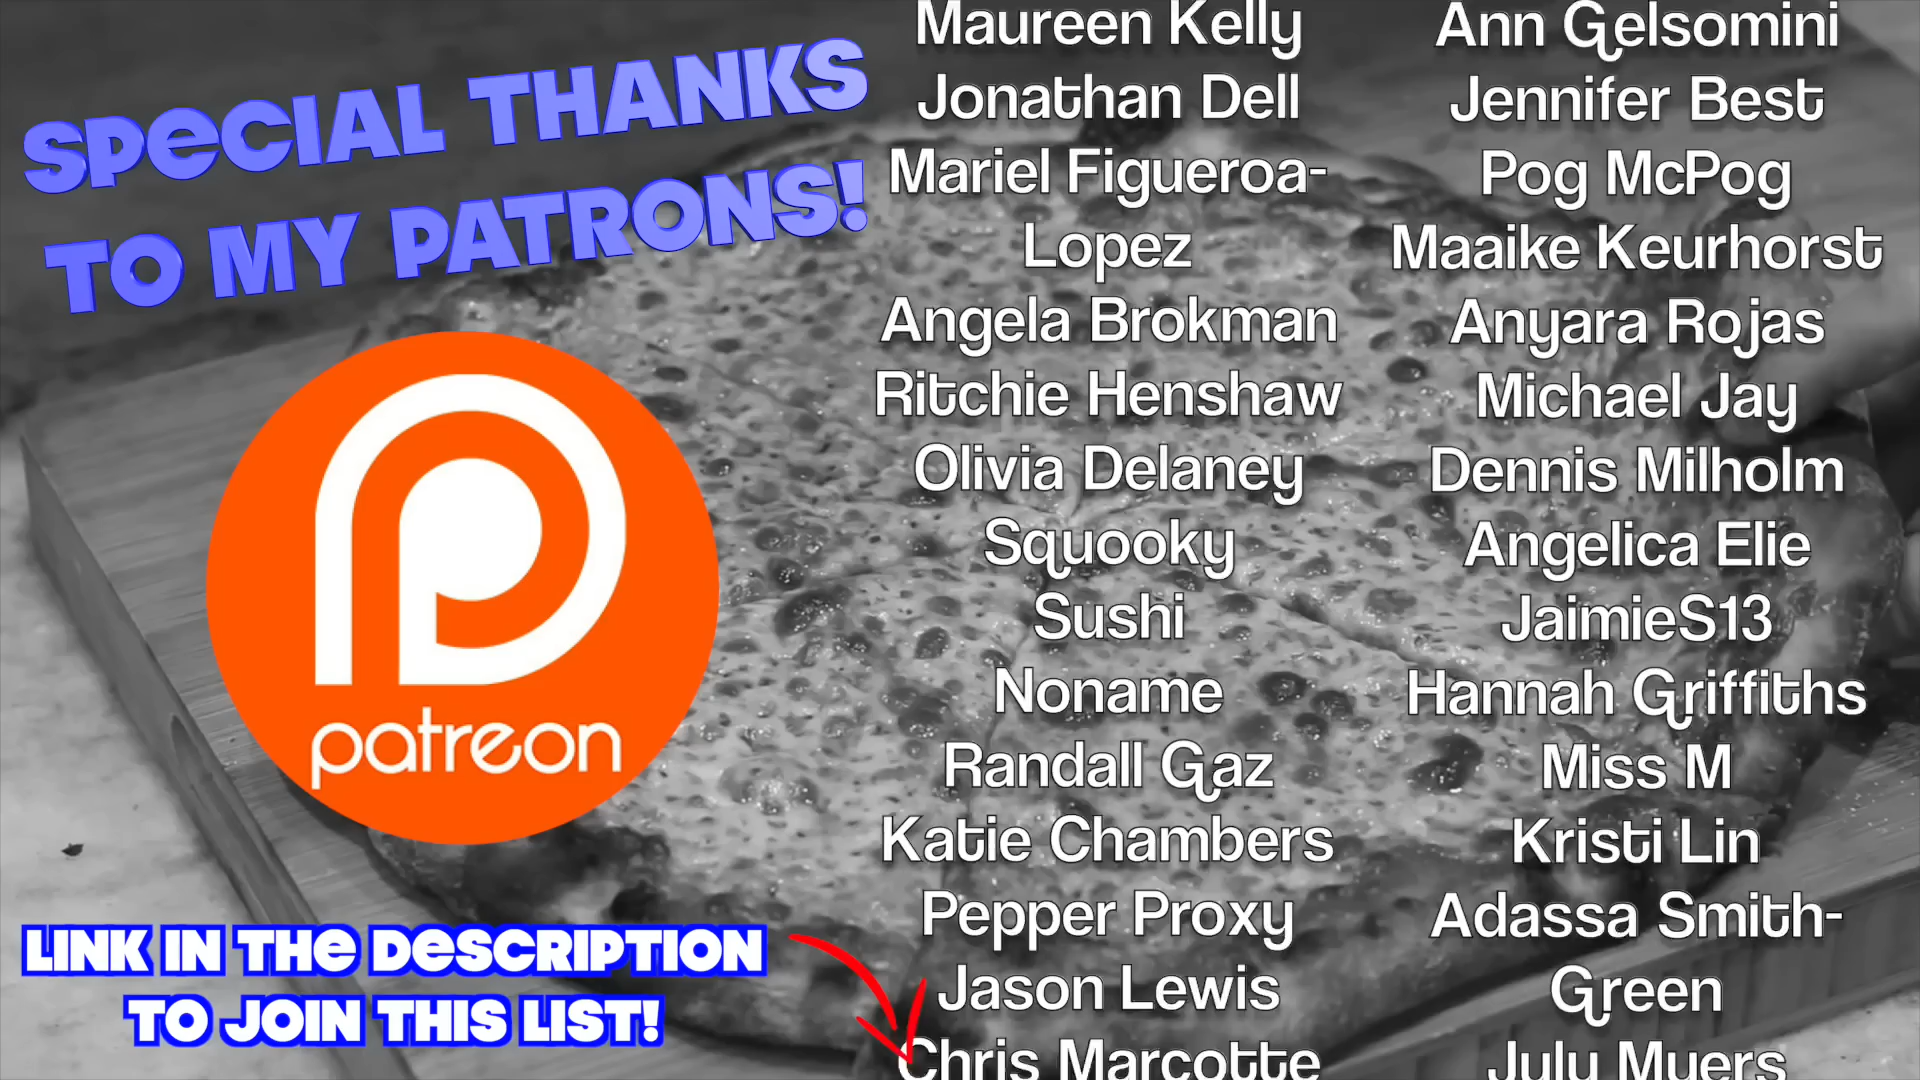 SPECIAL THANKS
TO MY PATRONS!
patreon
LINK IN THE DESCRIPTION
TO JOIN THIS LIST!
Maureen Kelly
Jonathan Dell
Mariel Figueroa-
Lopez
Angela Brokman
Ritchie Henshaw
Olivia Delaney
Squooky
Sushi
Noname
Randall Gaz
Katie Chambers
Pepper Proxy
Jason Lewis
Chris Marcotte
Ann Gelsomini
Jennifer Best
Pog McPog
Maaike Keurhorst
Anyara Rojas
Michael Jay
Dennis Milholm
Angelica Elie
JaimieS13
Hannah Griffiths
Miss M
Kristi Lin
Adassa Smith-
Green
July Myers